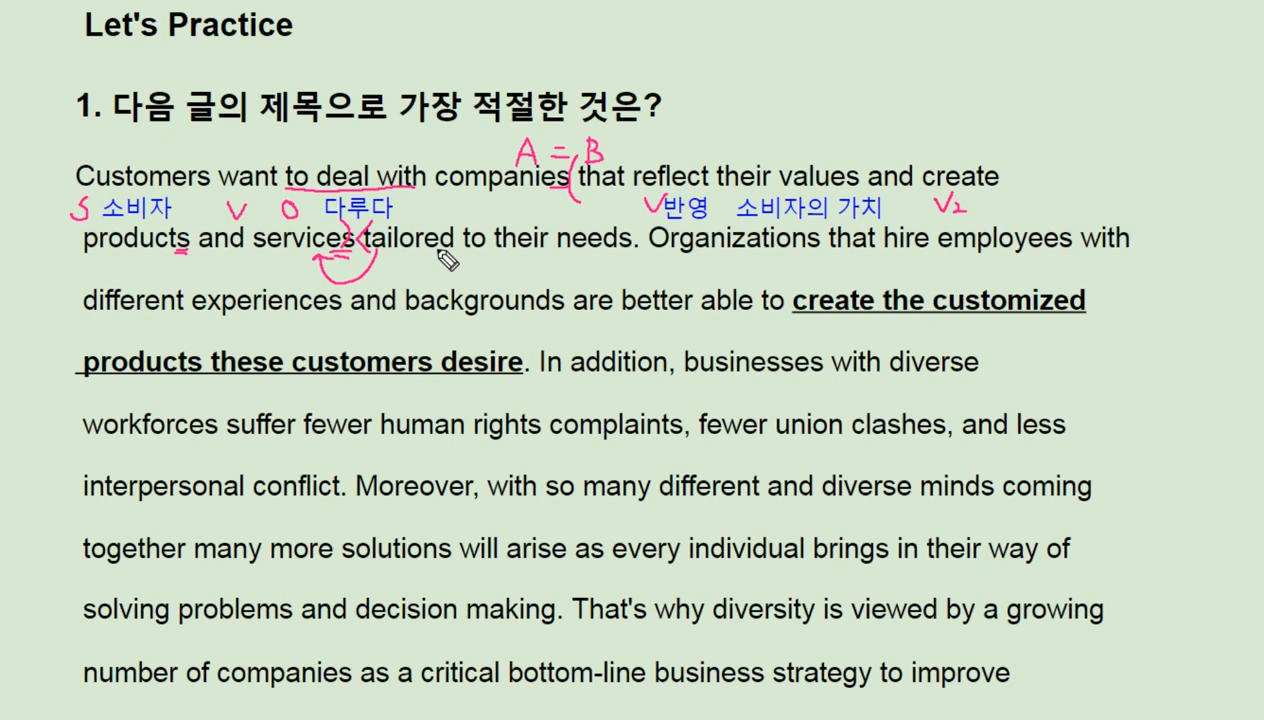 Let's Practice
1. 다음 글의 제목으로 가장 적절한 것은?
A = B
Customers want to deal with companies ( that reflect their values and create
S 소비자 V O 다루다 V 반영 소비자의 가치 V2
products and services tailored to their needs. Organizations that hire employees with
different experiences and backgrounds are better able to create the customized
products these customers desire. In addition, businesses with diverse
workforces suffer fewer human rights complaints, fewer union clashes, and less
interpersonal conflict. Moreover, with so many different and diverse minds coming
together many more solutions will arise as every individual brings in their way of
solving problems and decision making. That's why diversity is viewed by a growing
number of companies as a critical bottom-line business strategy to improve